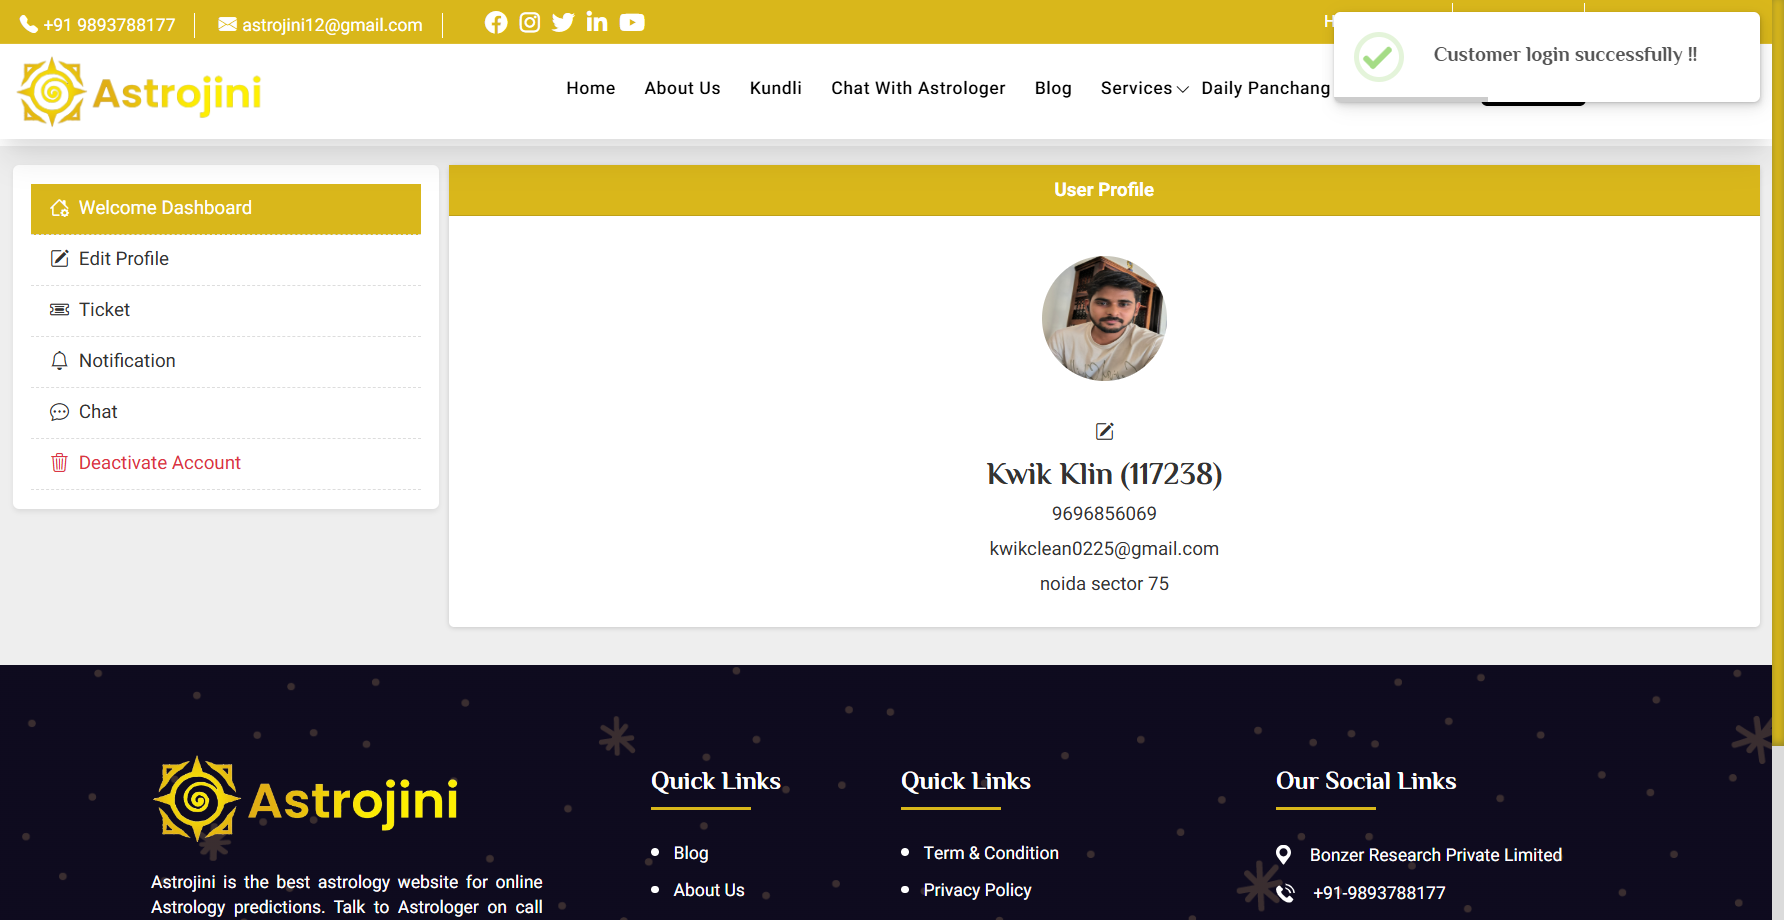 +91 9893788177
astrojini12@gmail.com
Astrojini
Home
About Us
Kundli
Chat With Astrologer
Blog
Services
Daily Panchang
Customer login successfully !!
Welcome Dashboard
Edit Profile
Ticket
Notification
Chat
Deactivate Account
User Profile
Kwik Klin (117238)
9696856069
kwikclean0225@gmail.com
noida sector 75
Astrojini
Astrojini is the best astrology website for online
Astrology predictions. Talk to Astrologer on call
Quick Links
Blog
About Us
Quick Links
Term & Condition
Privacy Policy
Our Social Links
Bonzer Research Private Limited
+91-9893788177